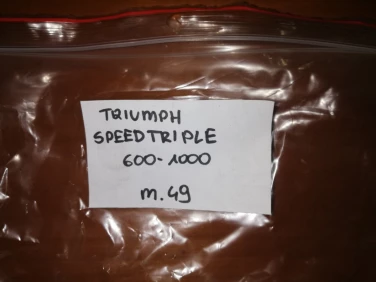 TRIUMPH
SPEEDTRIPLE
600-1000
m.49